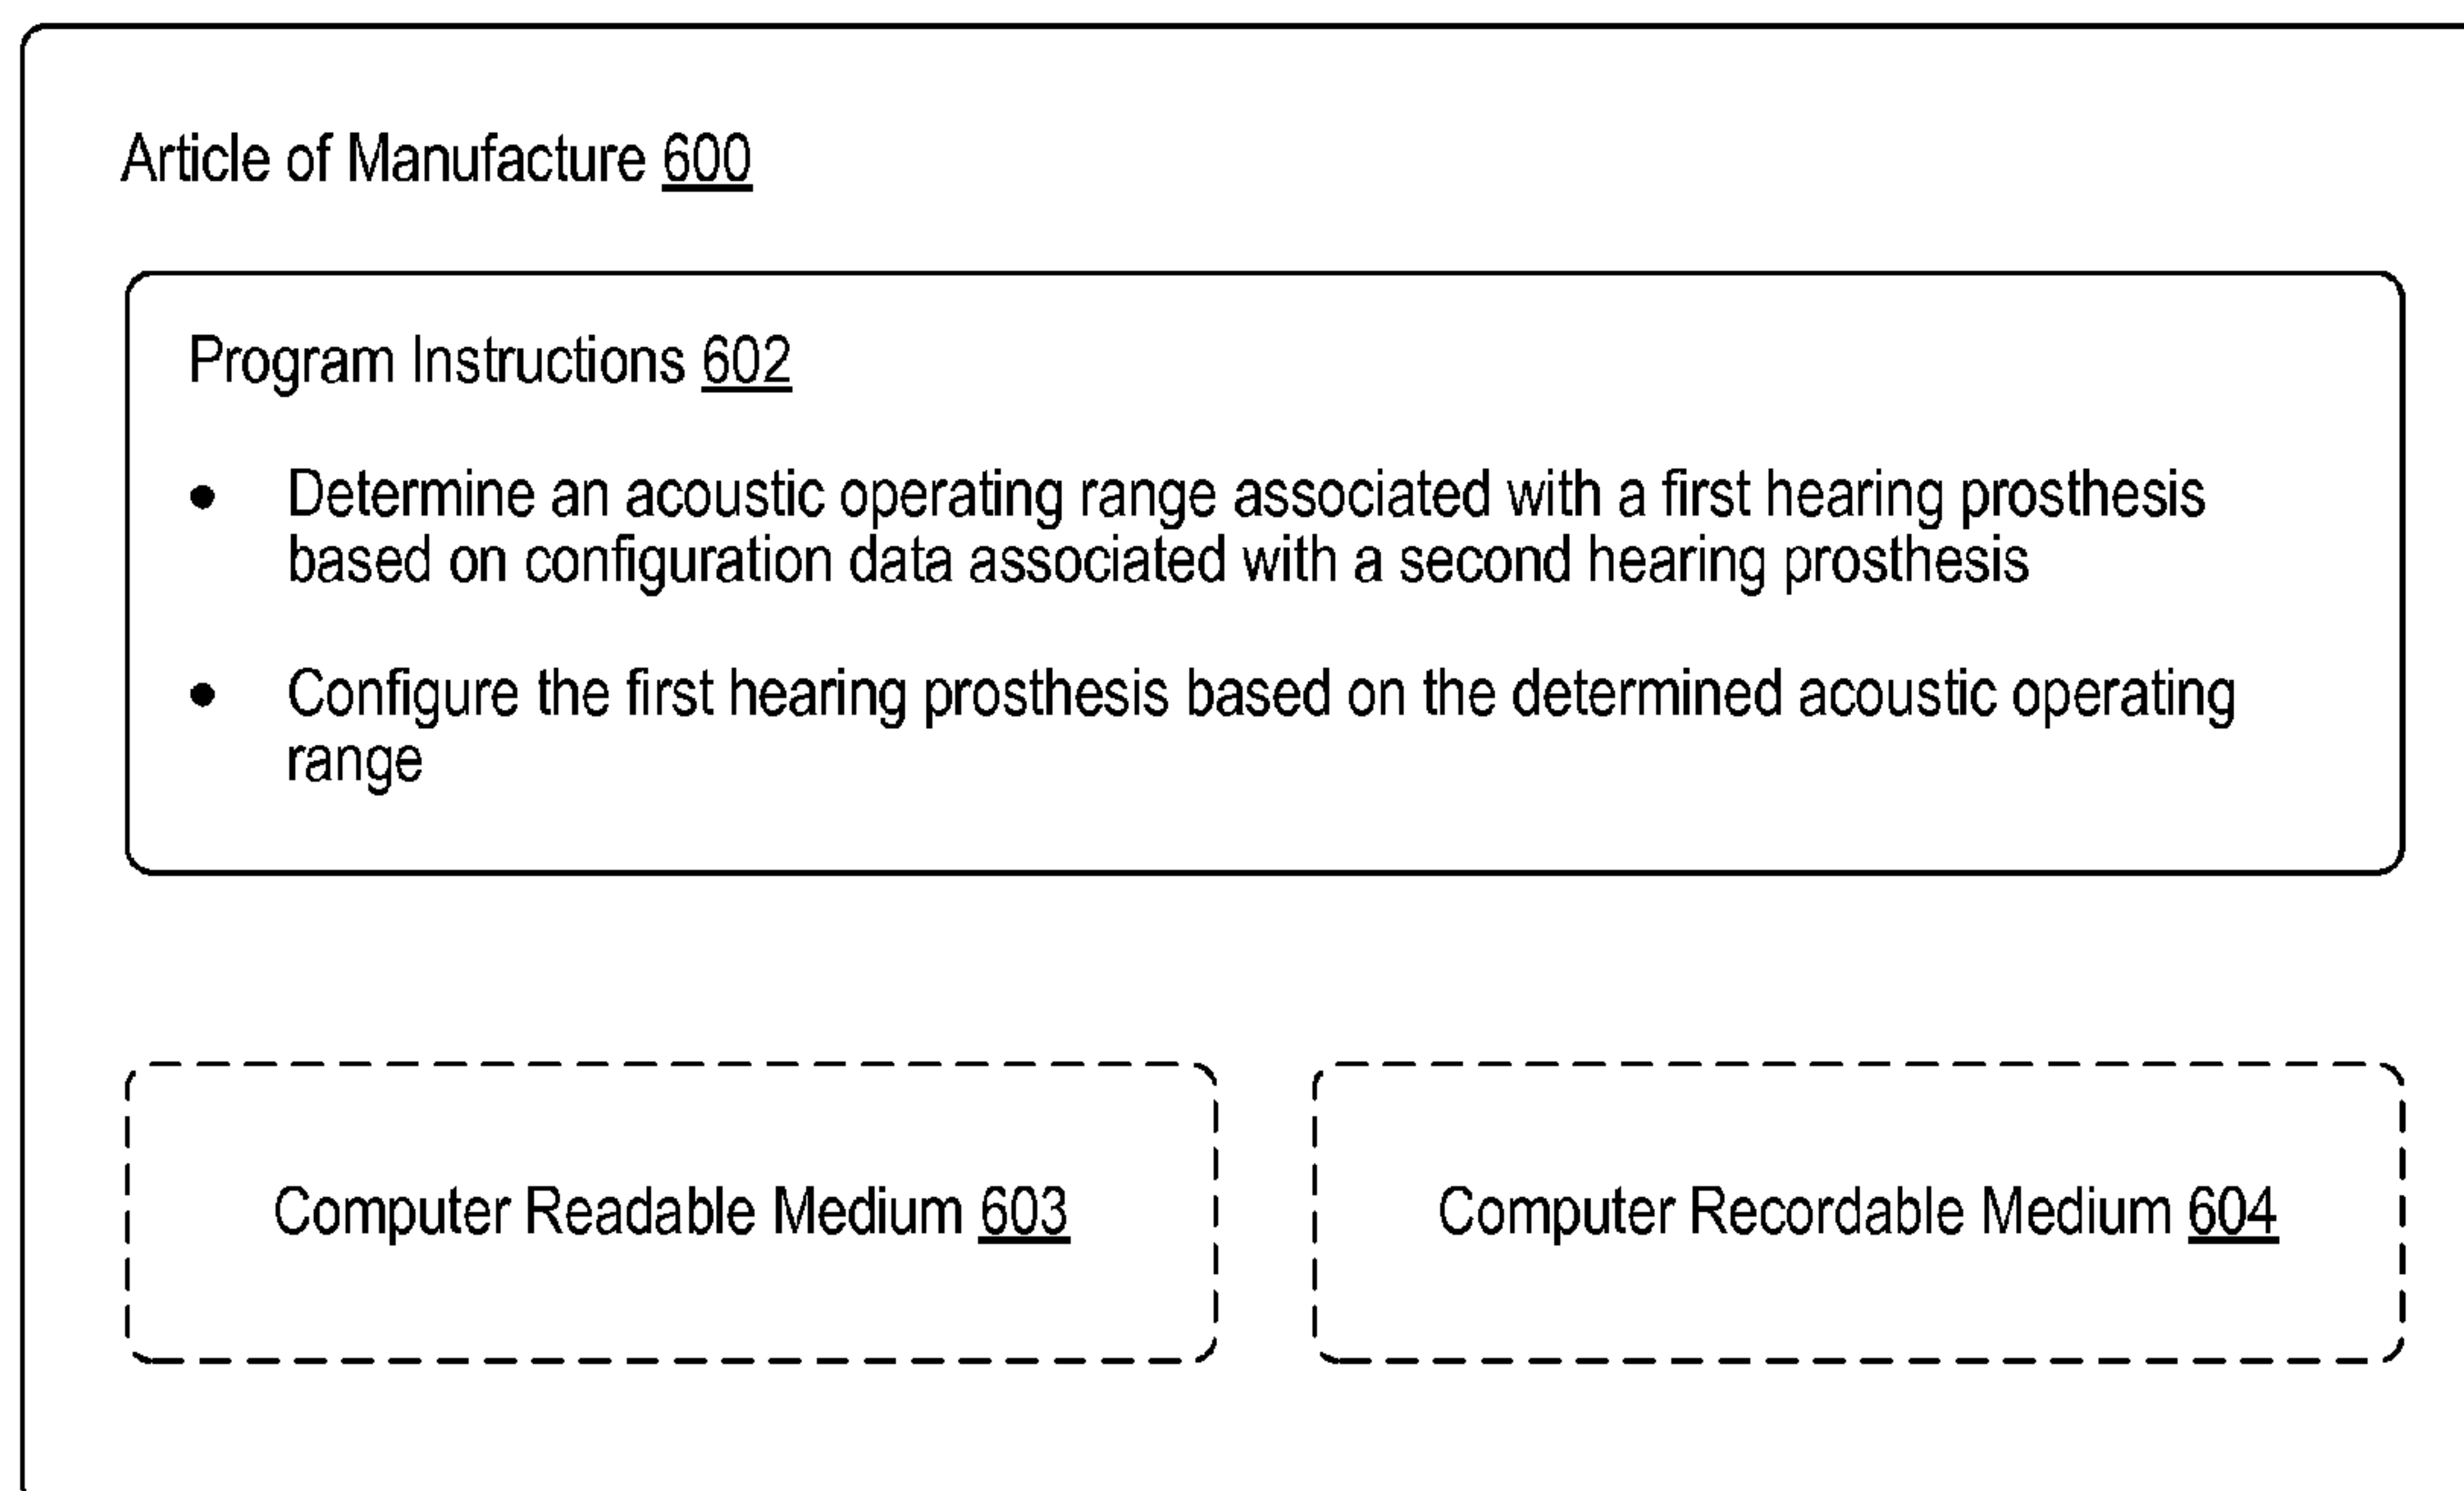 Article of Manufacture 600
Program Instructions 602
• Determine an acoustic operating range associated with a first hearing prosthesis
based on configuration data associated with a second hearing prosthesis
• Configure the first hearing prosthesis based on the determined acoustic operating
range
Computer Readable Medium 603
Computer Recordable Medium 604